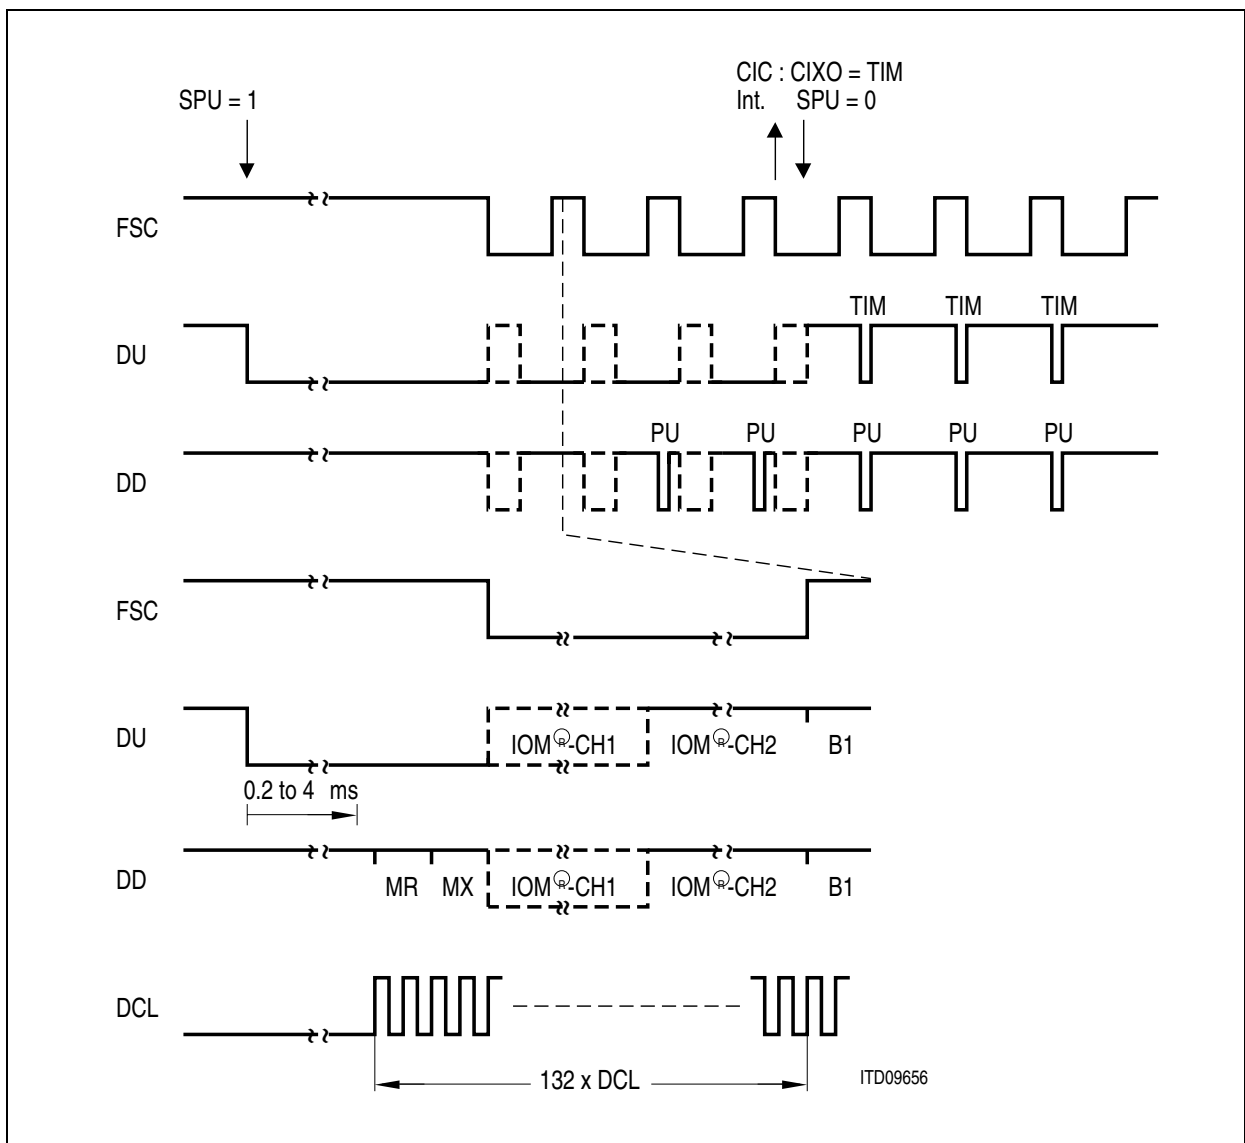 CIC : CIXO = TIM
SPU = 1
Int. SPU = 0
FSC
TIM TIM TIM
DU
PU PU PU PU PU
DD
FSC
DU
IOM®-CH1 IOM®-CH2 B1
0.2 to 4 ms
DD
MR MX IOM®-CH1 IOM®-CH2 B1
DCL
132 x DCL
ITD09656